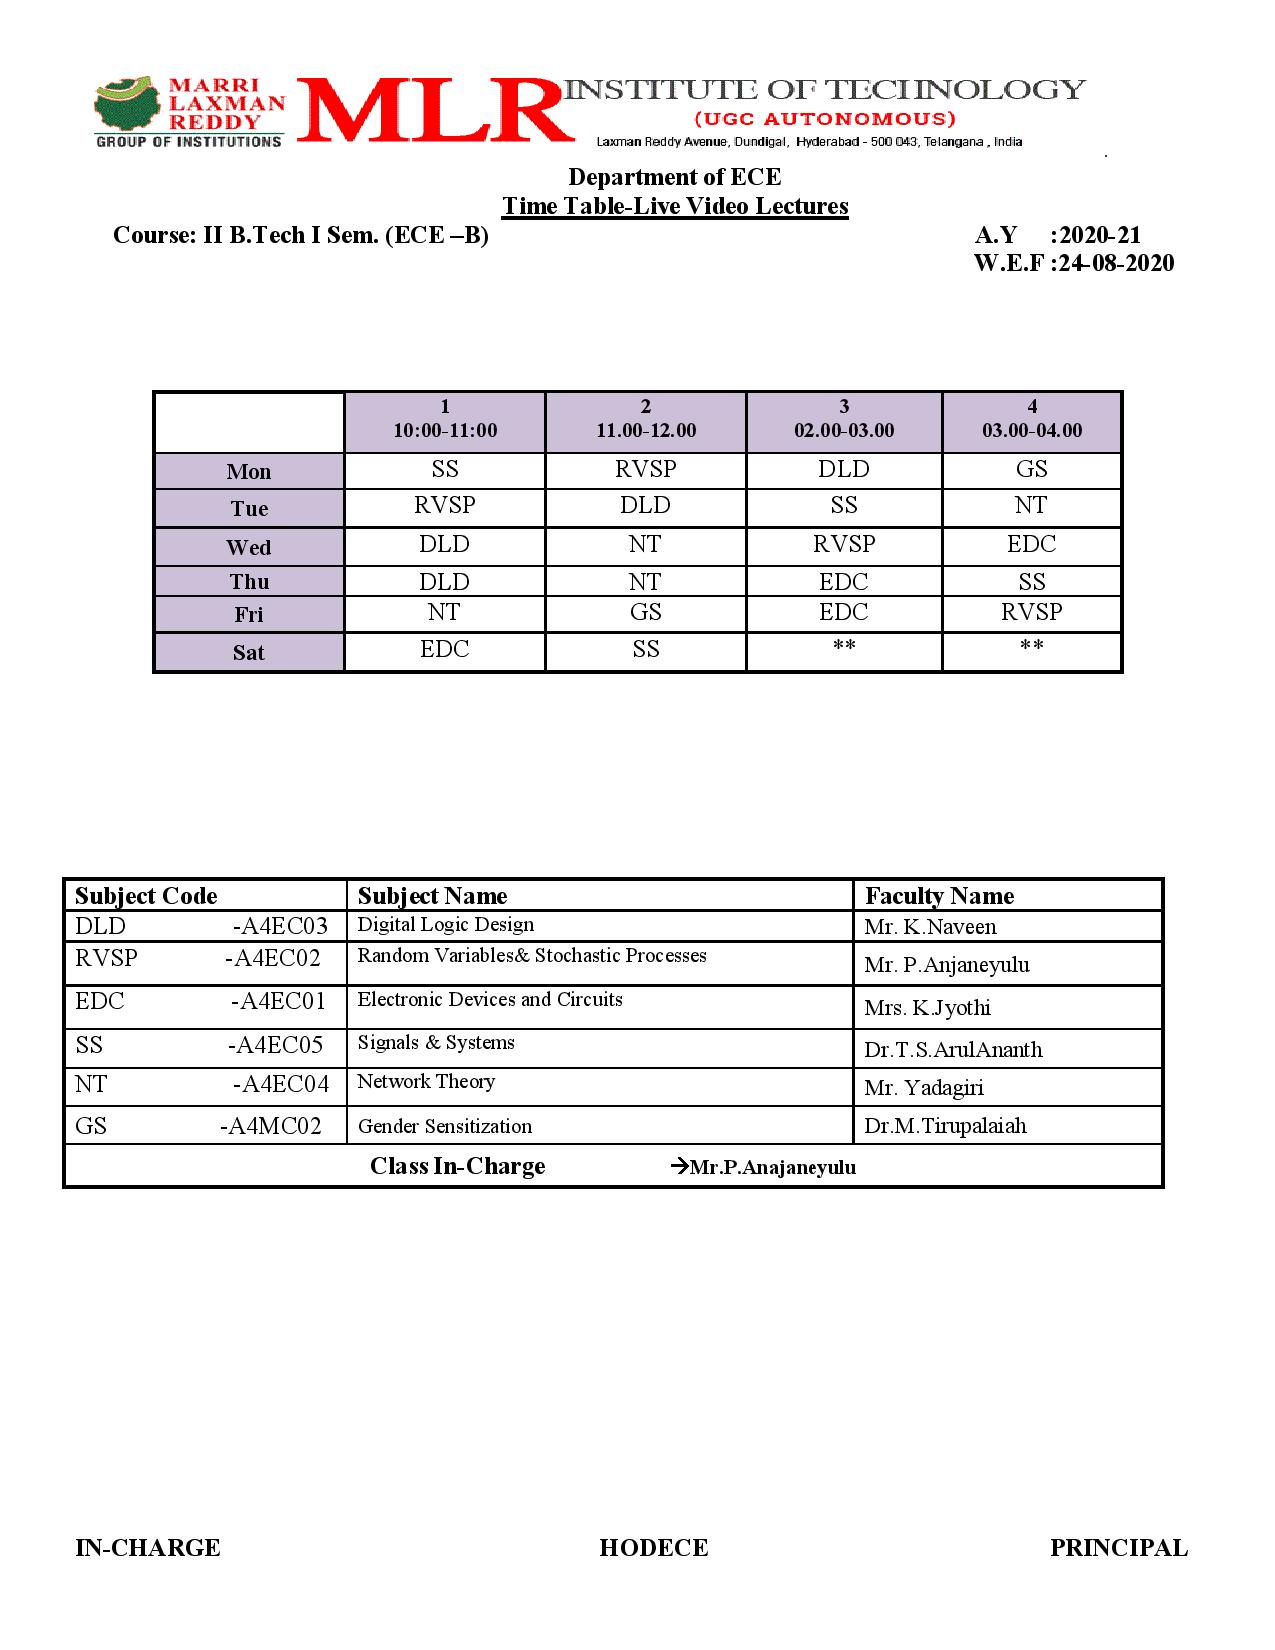 MARRI
LAXMAN
REDDY
GROUP OF INSTITUTIONS
MLR INSTITUTE OF TECHNOLOGY
(UGC AUTONOMOUS)
Laxman Reddy Avenue, Dundigal, Hyderabad - 500 043, Telangana , India
.
Department of ECE
Time Table-Live Video Lectures
Course: II B.Tech I Sem. (ECE –B) A.Y :2020-21
W.E.F :24-08-2020
1 2 3 4
10:00-11:00 11.00-12.00 02.00-03.00 03.00-04.00
Mon SS RVSP DLD GS
Tue RVSP DLD SS NT
Wed DLD NT RVSP EDC
Thu DLD NT EDC SS
Fri NT GS EDC RVSP
Sat EDC SS ** **
Subject Code Subject Name Faculty Name
DLD -A4EC03 Digital Logic Design Mr. K.Naveen
RVSP -A4EC02 Random Variables& Stochastic Processes Mr. P.Anjaneyulu
EDC -A4EC01 Electronic Devices and Circuits Mrs. K.Jyothi
SS -A4EC05 Signals & Systems Dr.T.S.ArulAnanth
NT -A4EC04 Network Theory Mr. Yadagiri
GS -A4MC02 Gender Sensitization Dr.M.Tirupalaiah
Class In-Charge →Mr.P.Anajaneyulu
IN-CHARGE HODECE PRINCIPAL